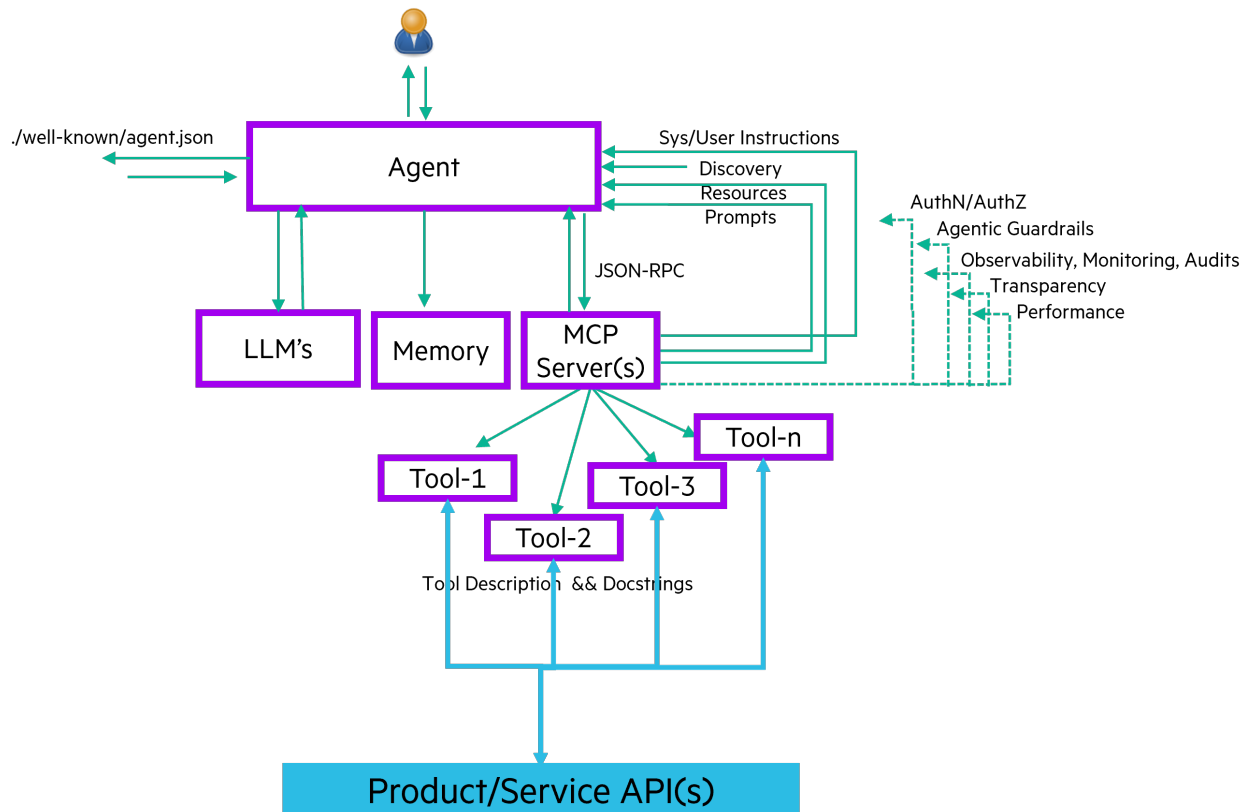 ./well-known/agent.json
Agent
Sys/User Instructions
Discovery
Resources
Prompts
AuthN/AuthZ
Agentic Guardrails
Observability, Monitoring, Audits
Transparency
Performance
JSON-RPC
LLM’s
Memory
MCP
Server(s)
Tool-1
Tool-2
Tool-3
Tool-n
Tool Description && Docstrings
Product/Service API(s)